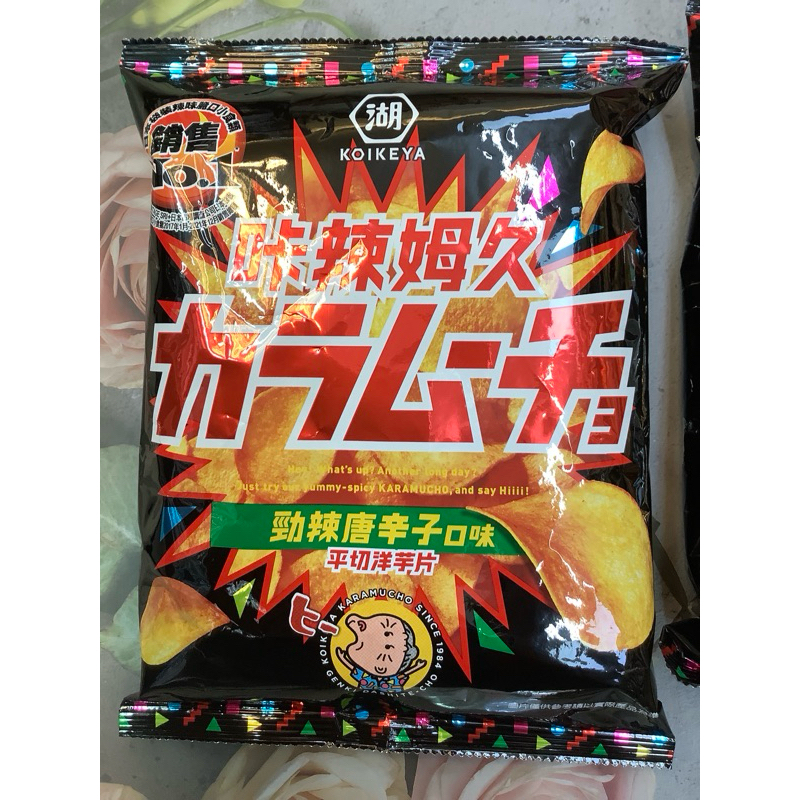 銷售
No.1
湖
KOIKEYA
咔辣姆久
カラムーチョ
Hey! What's up? Another long day?
Just try our yummy-spicy KARAMUCHO, and say Hiiii!
勁辣唐辛子口味
平切洋芋片
ヒー
KOIKEYA KARAMUCHO SINCE 1984